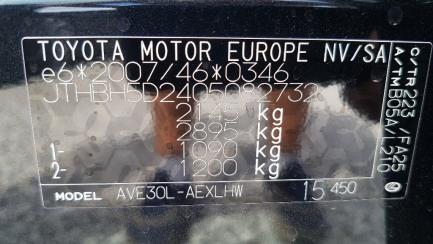 TOYOTA MOTOR EUROPE NV/SA
e6*2007/46*0346
JTHBH5D2405082732
2145 kg
2895 kg
1- 1090 kg
2- 1200 kg
MODEL AVE30L-AEXLHW 15 450
C/TR 223 / FA25
A/TM B05A/ L210